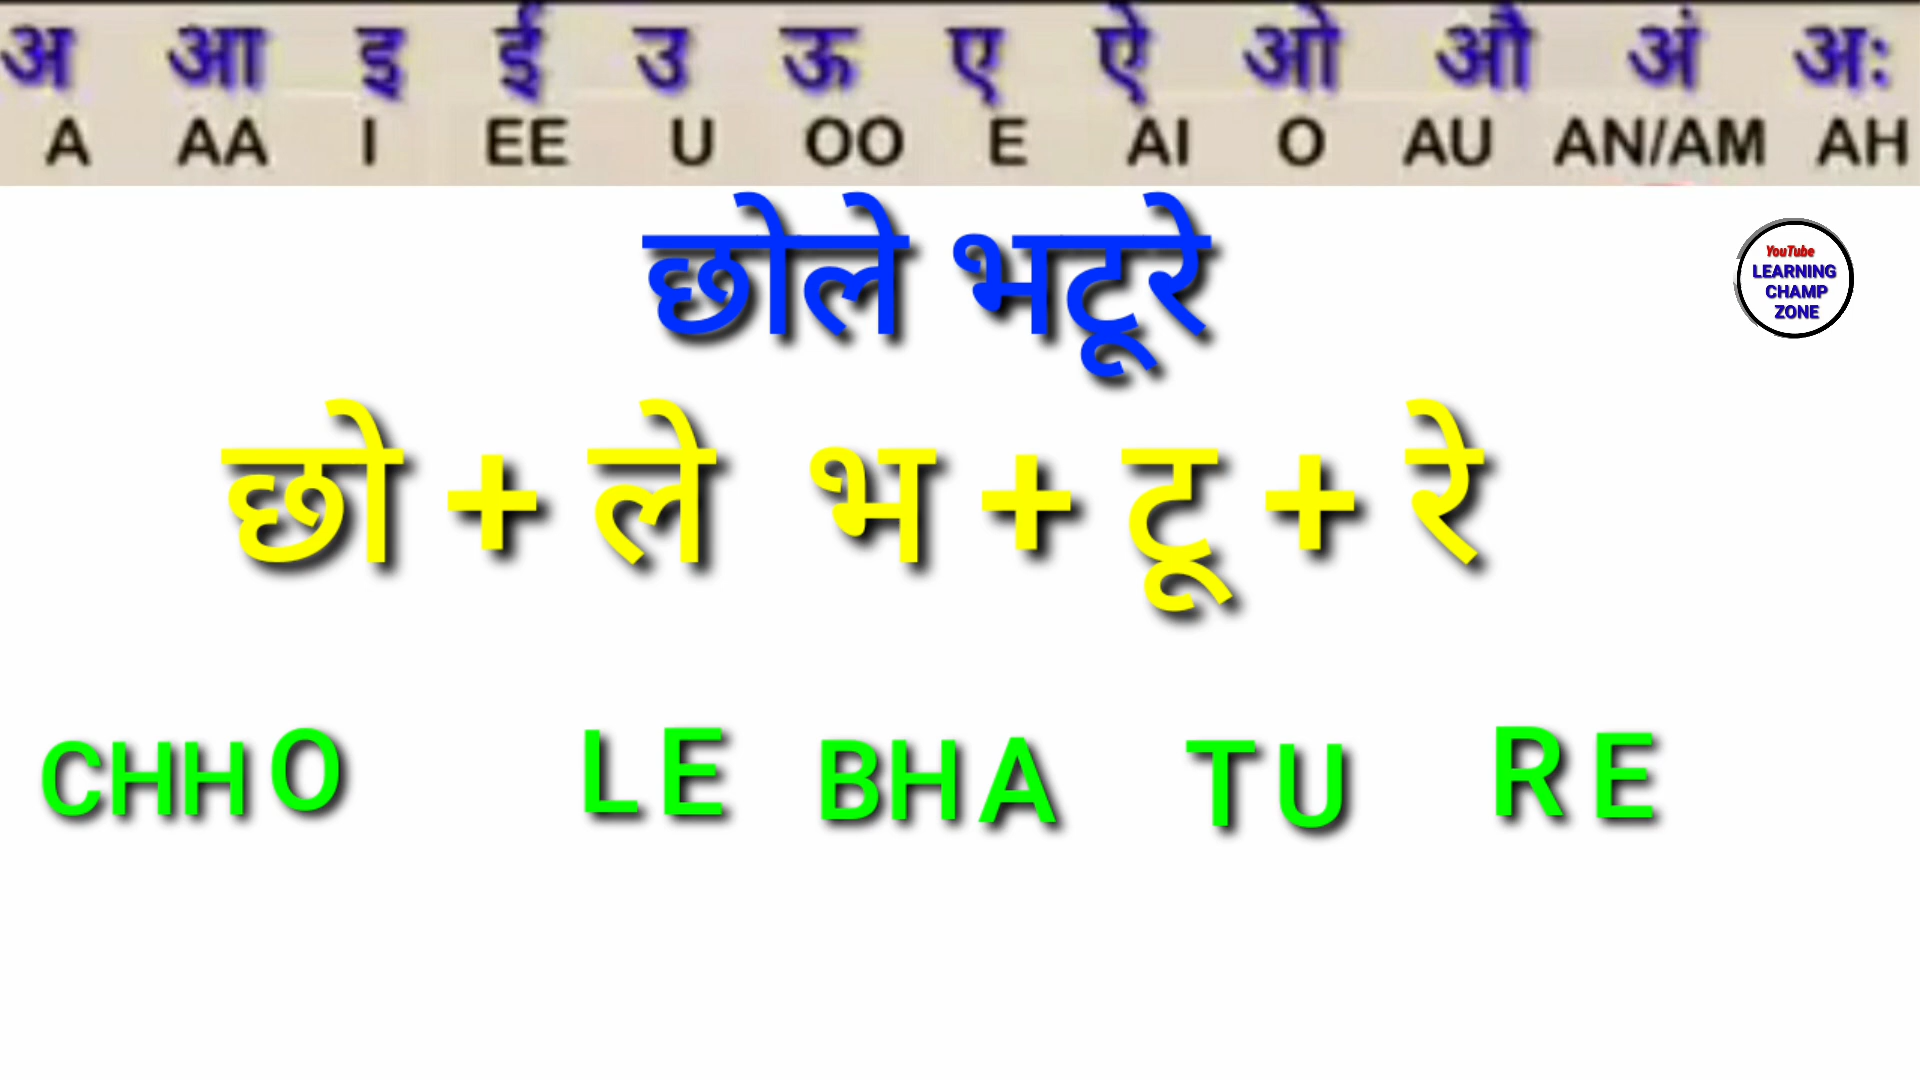 अ आ इ ई उ ऊ ए ऐ ओ औ अं अः
A AA I EE U OO E AI O AU AN/AM AH
छोले भटूरे
YouTube
LEARNING
CHAMP
ZONE
छो + ले भ + टू + रे
CHHO LE BHA TU RE